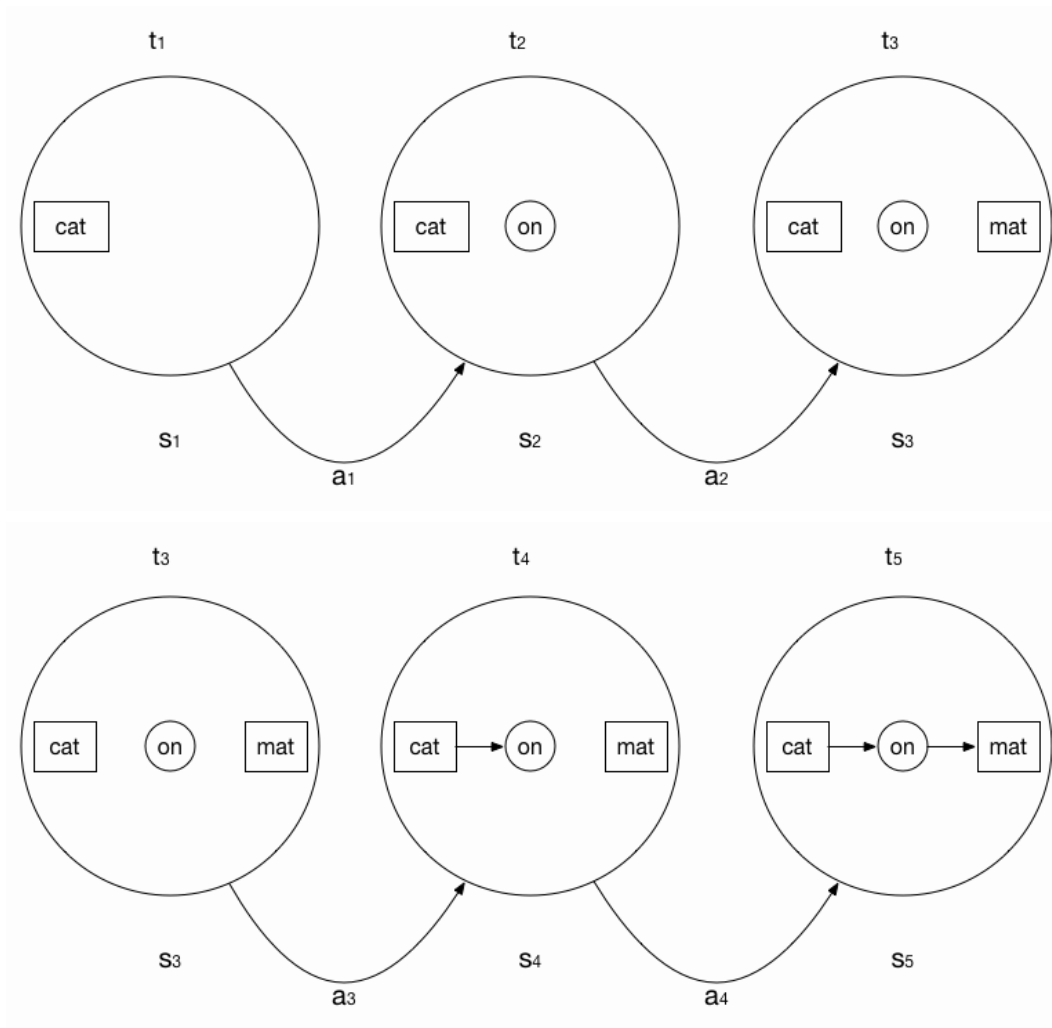 t1 t2 t3
cat cat on cat on mat
s1 s2 s3
a1 a2
t3 t4 t5
cat on mat cat on mat cat on mat
s3 s4 s5
a3 a4